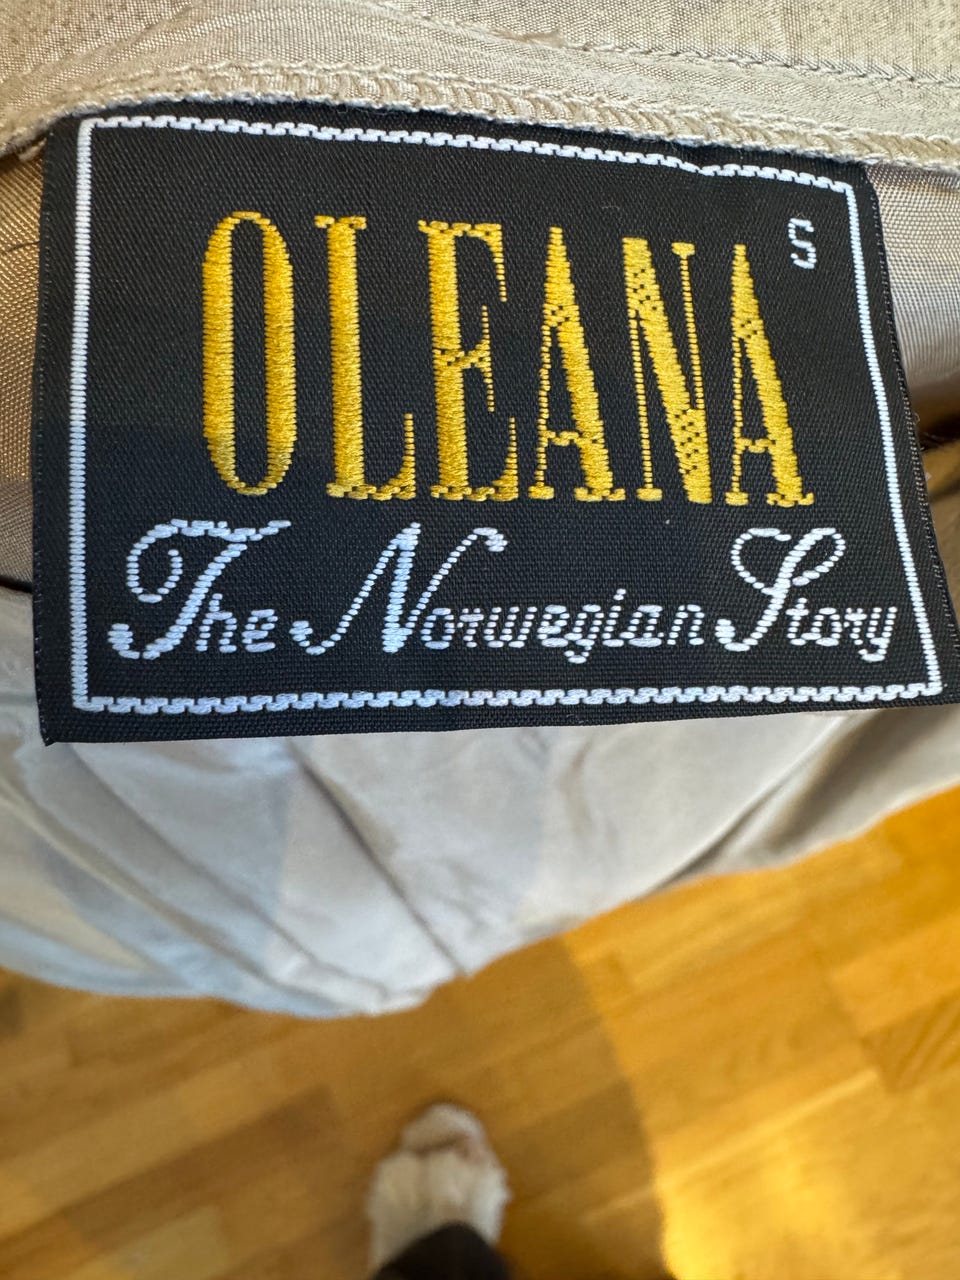 S
OLEANA
The Norwegian Story